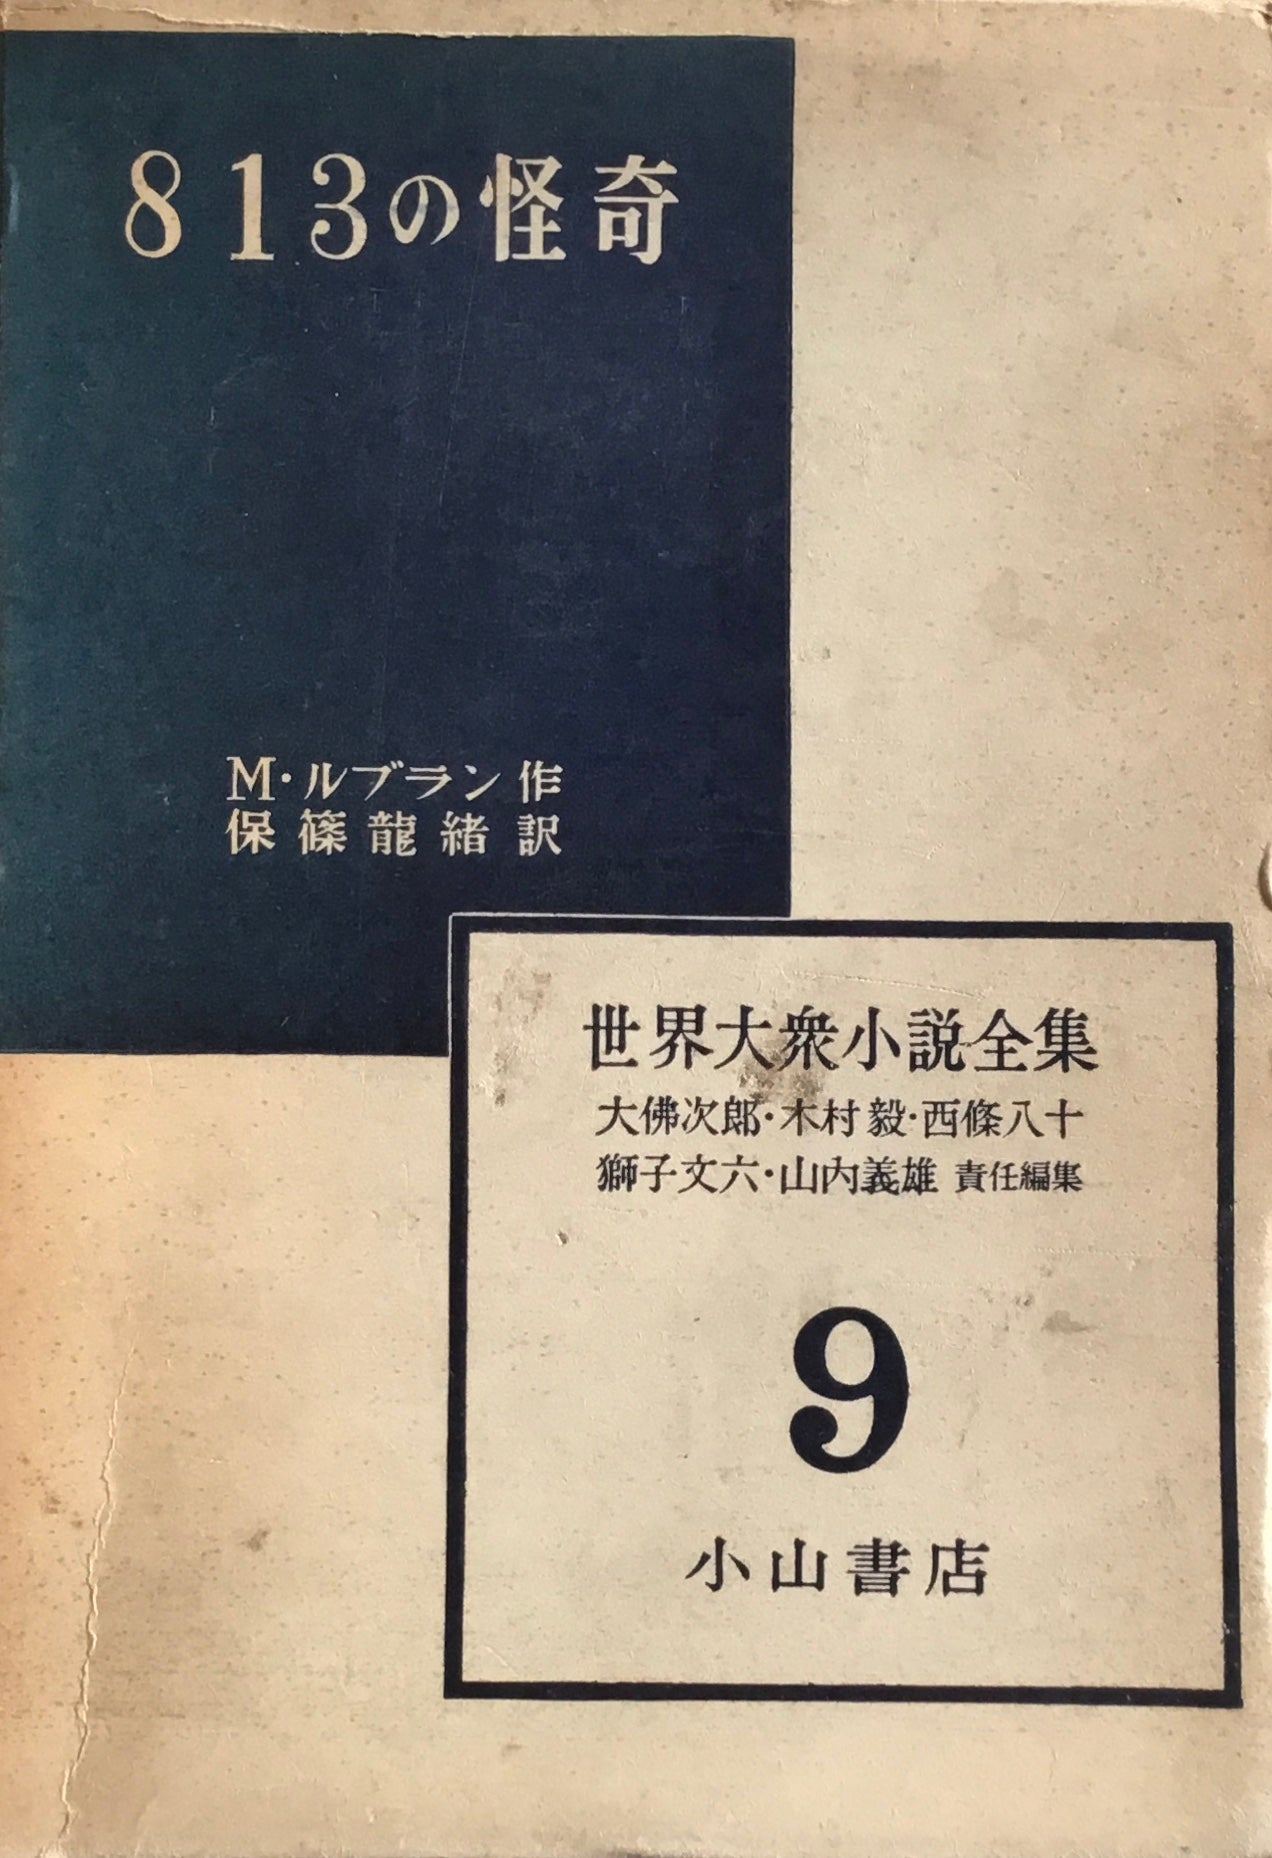 813の怪奇
M・ルブラン作
保篠龍緒訳
世界大衆小説全集
大佛次郎・木村毅・西條八十
獅子文六・山内義雄 責任編集
9
小山書店